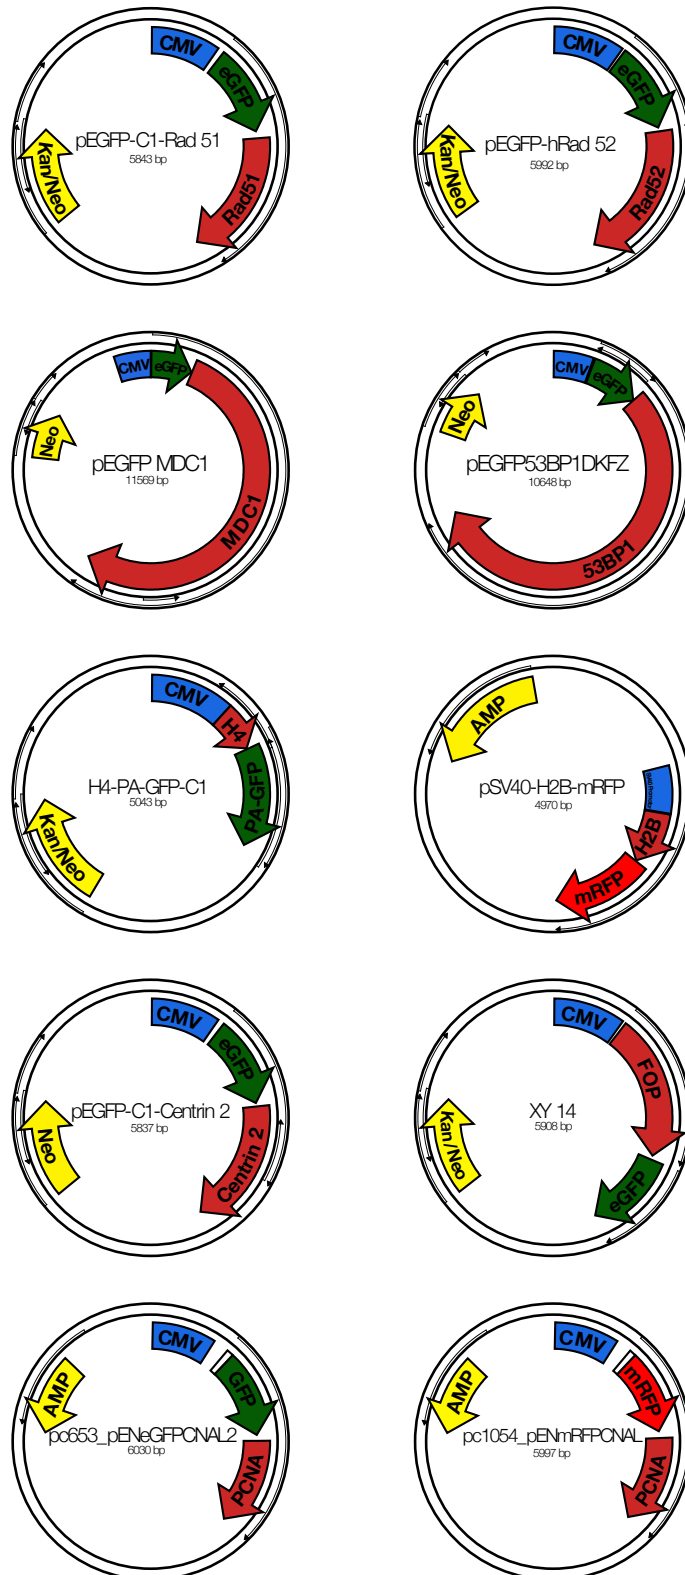 CMV
eGFP
pEGFP-C1-Rad 51
5843 bp
Kan/Neo
Rad51
CMV
eGFP
pEGFP-hRad 52
5992 bp
Kan/Neo
Rad52
CMV
eGFP
Neo
pEGFP MDC1
11569 bp
MDC1
CMV
eGFP
Neo
pEGFP53BP1DKFZ
10648 bp
53BP1
CMV
H4
H4-PA-GFP-C1
5043 bp
PA-GFP
Kan/Neo
AMP
pSV40-H2B-mRFP
4970 bp
H2B
mRFP
CMV
eGFP
pEGFP-C1-Centrin 2
5837 bp
Neo
Centrin 2
CMV
FOP
XY 14
5908 bp
Kan/Neo
eGFP
CMV
AMP
GFP
pc653_pENeGFPCNAL2
6030 bp
PCNA
CMV
AMP
mRFP
pc1054_pENmRFPCNAL
5997 bp
PCNA